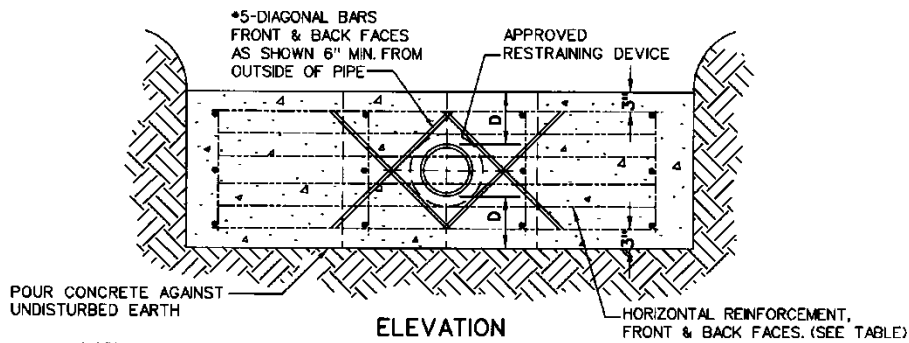 •5-DIAGONAL BARS
FRONT & BACK FACES
AS SHOWN 6" MIN. FROM
OUTSIDE OF PIPE
APPROVED
RESTRAINING DEVICE
3"
D
D
3"
POUR CONCRETE AGAINST
UNDISTURBED EARTH
HORIZONTAL REINFORCEMENT,
FRONT & BACK FACES. (SEE TABLE)
ELEVATION